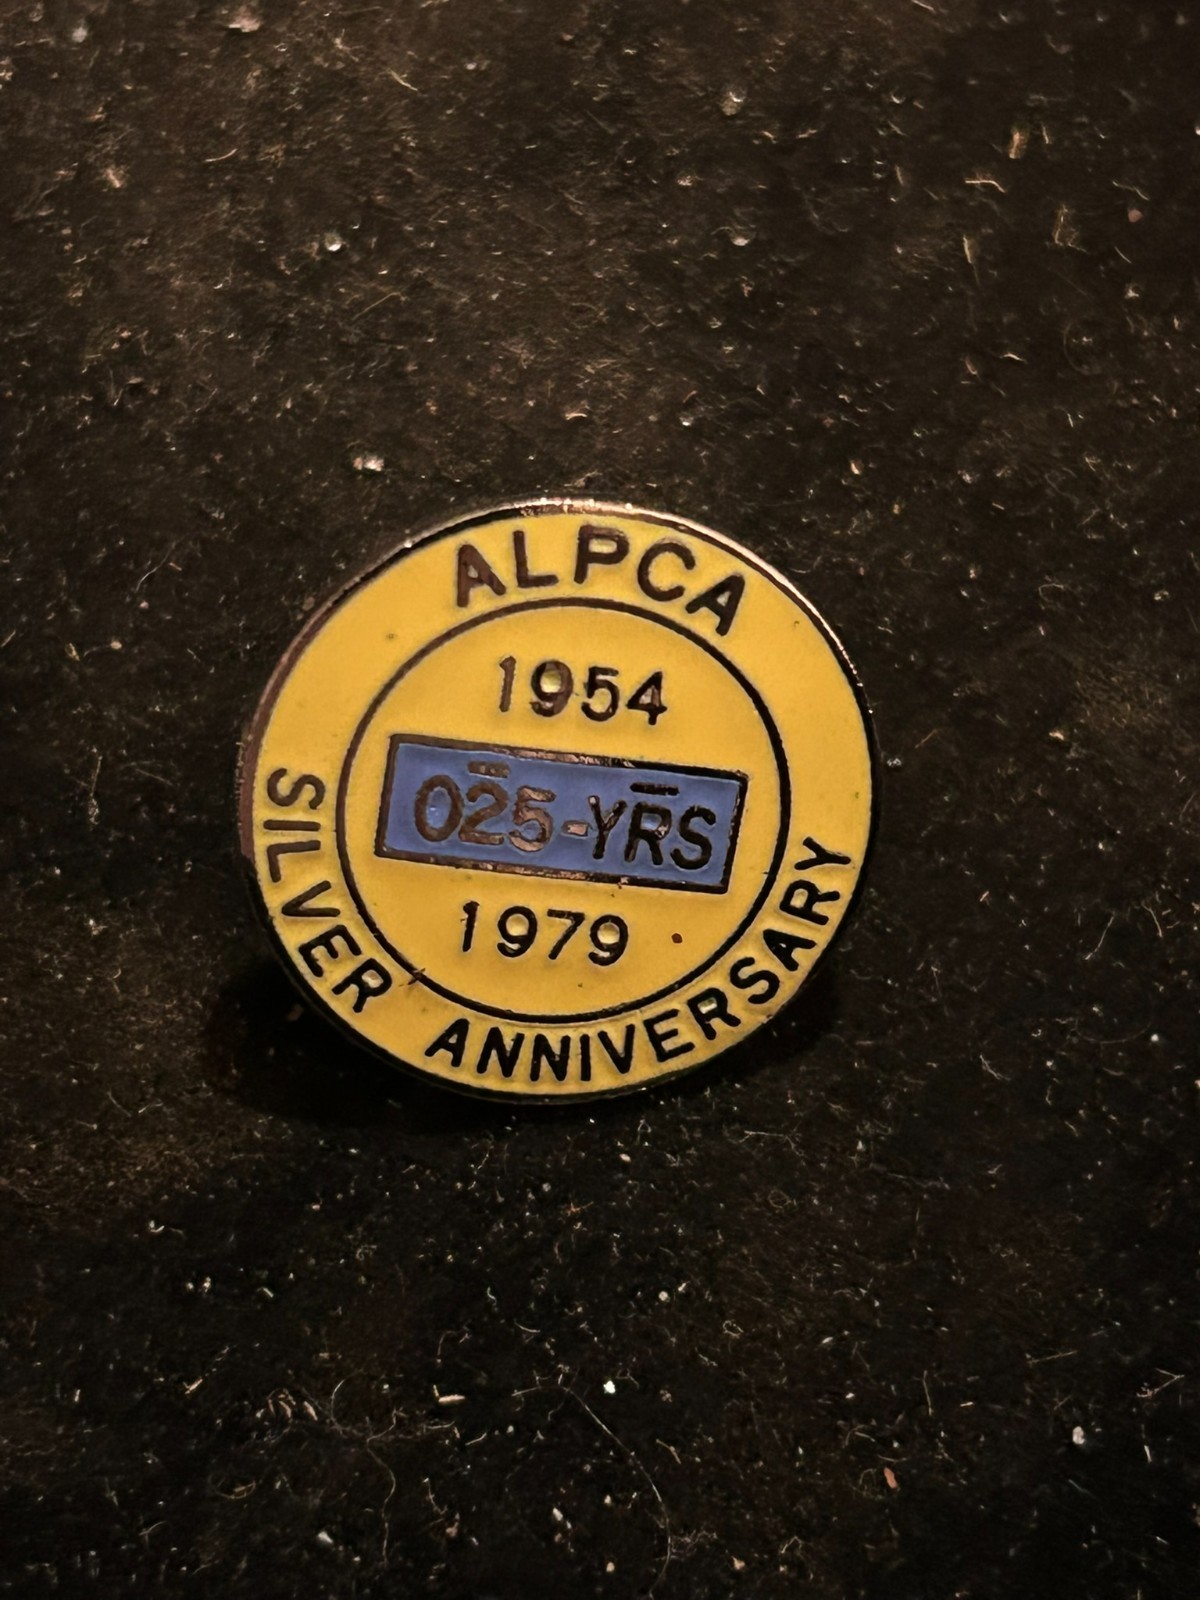 ALPCA
1954
025-YRS
1979
SILVER ANNIVERSARY